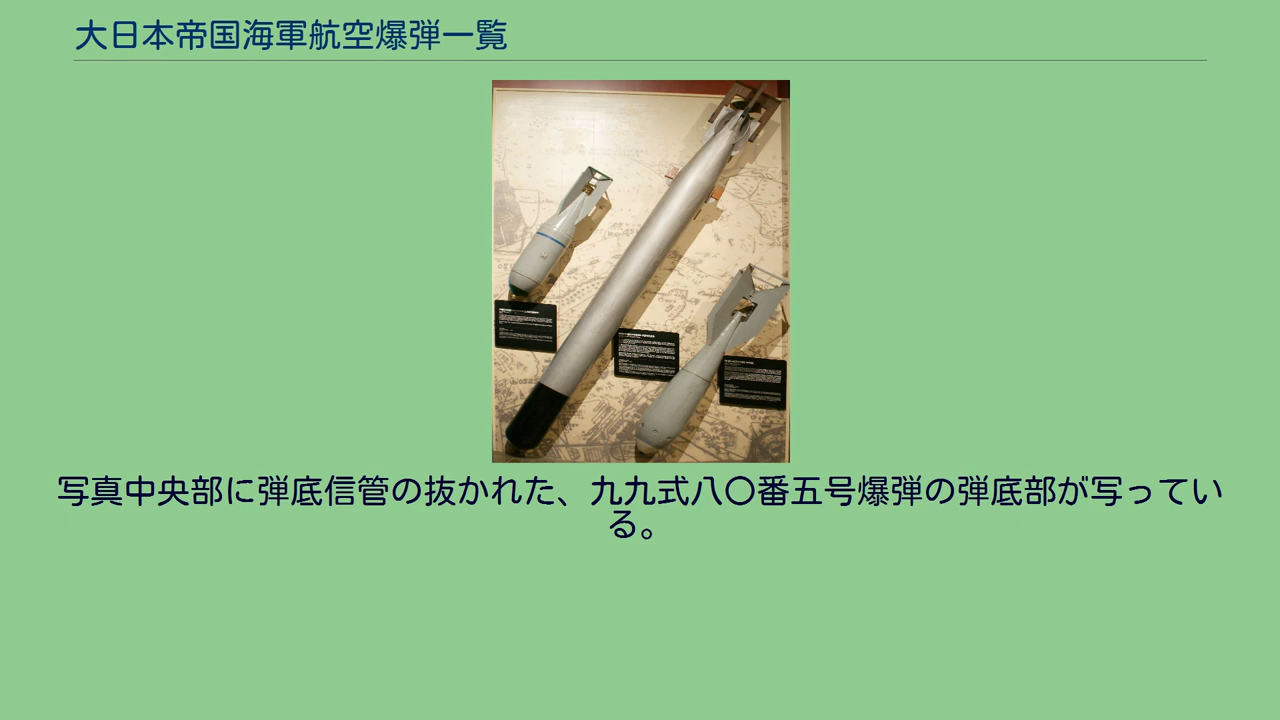 大日本帝国海軍航空爆弾一覧
写真中央部に弾底信管の抜かれた、九九式八〇番五号爆弾の弾底部が写ってい
る。